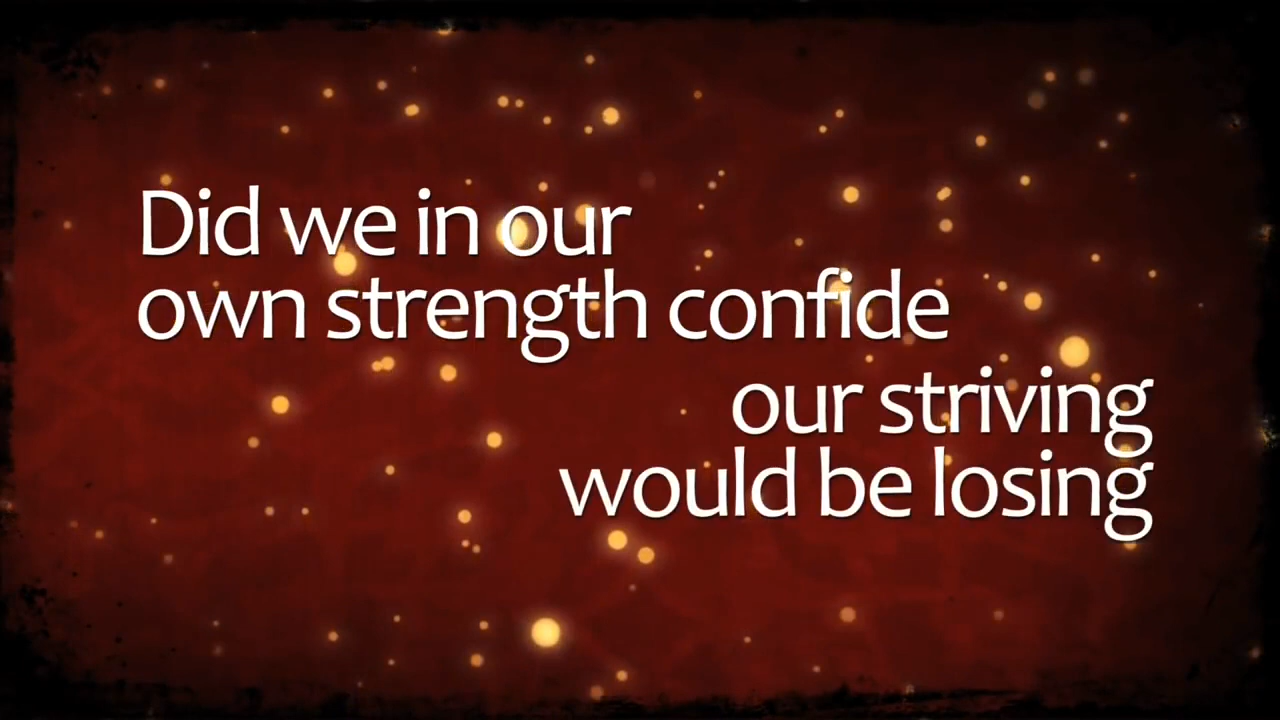 Did we in our
own strength confide
our striving
would be losing